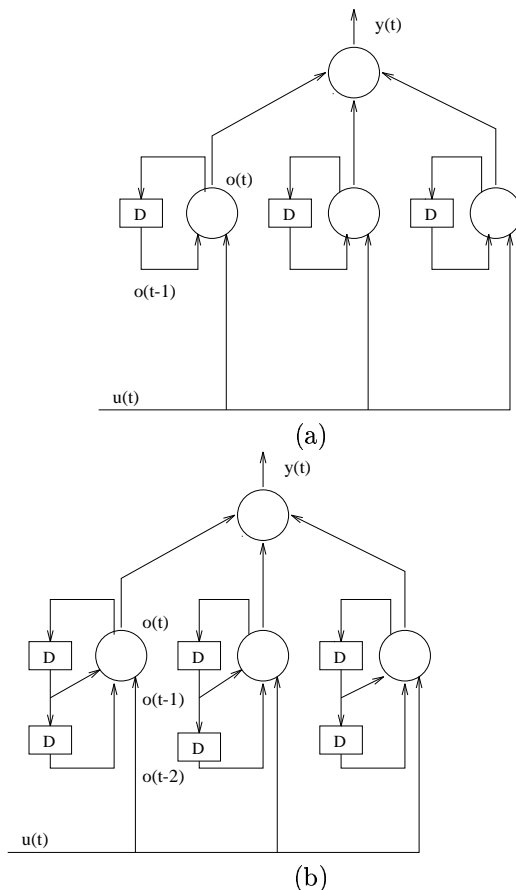 y(t)
o(t)
D
D
D
o(t-1)
u(t)
(a)
y(t)
o(t)
D
D
D
o(t-1)
D
D
D
o(t-2)
u(t)
(b)